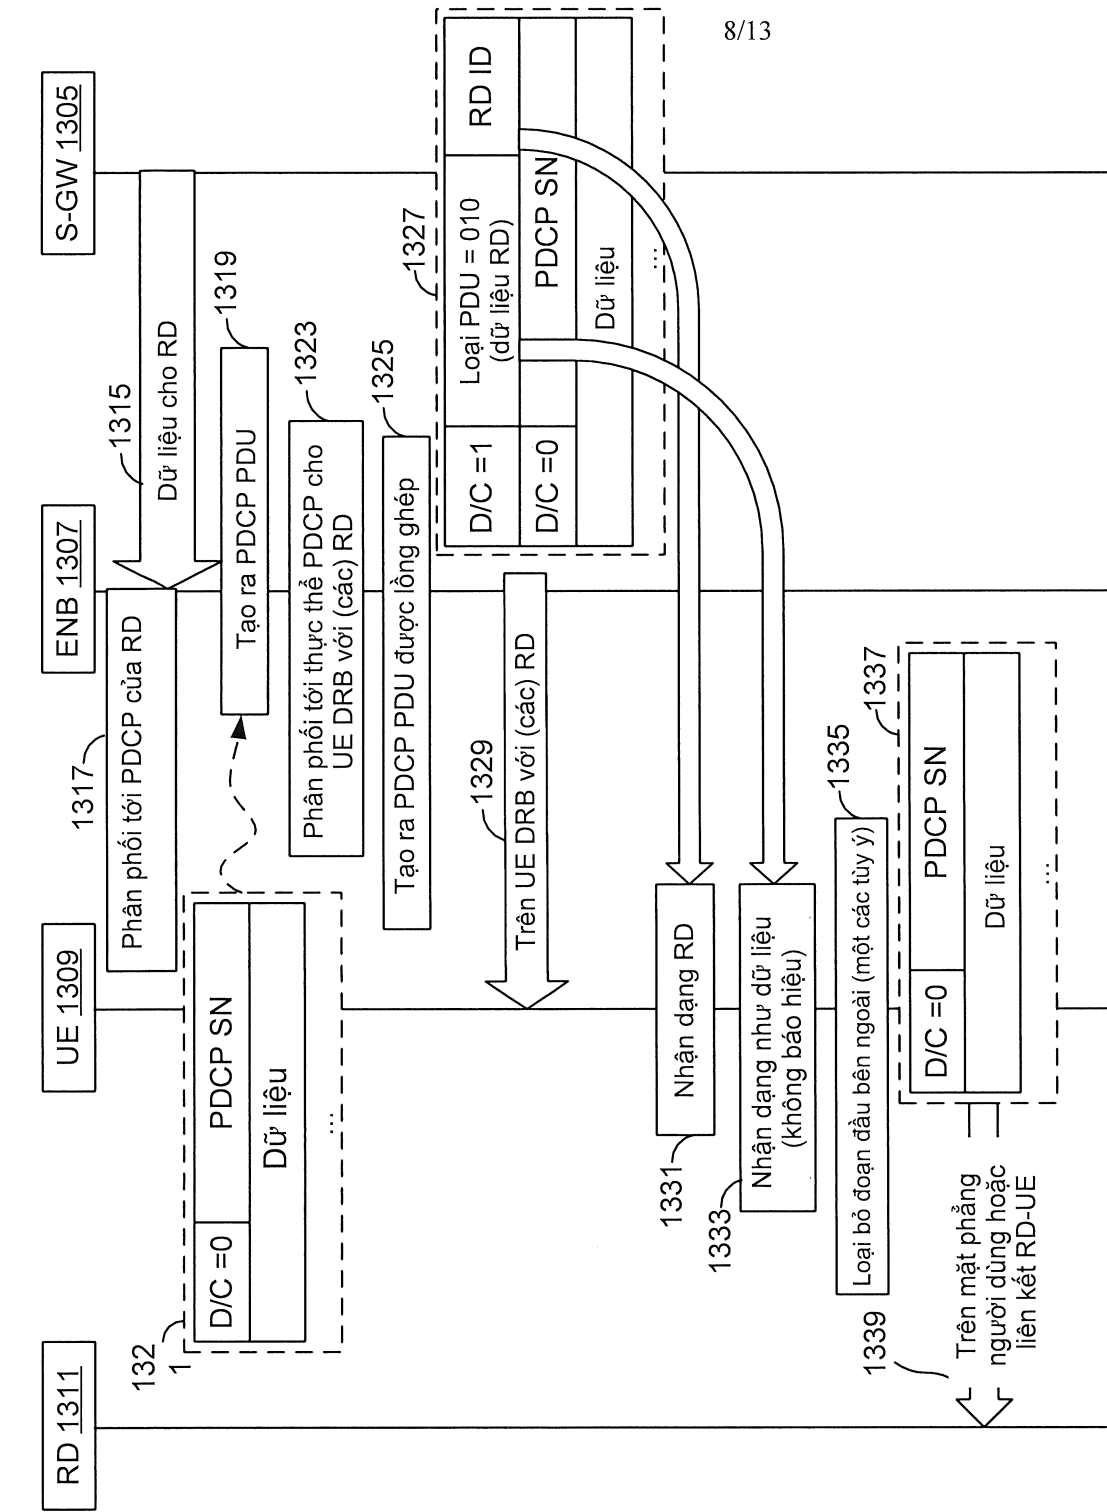 8/13
RD 1311
UE 1309
ENB 1307
S-GW 1305
1315
Dữ liệu cho RD
1317
Phân phối tới PDCP của RD
1319
Tạo ra PDCP PDU
132
1
D/C =0
PDCP SN
Dữ liệu
...
1323
Phân phối tới thực thể PDCP cho
UE DRB với (các) RD
1325
Tạo ra PDCP PDU được lồng ghép
1327
D/C =1
Loại PDU = 010
(dữ liệu RD)
RD ID
D/C =0
PDCP SN
Dữ liệu
...
1329
Trên UE DRB với (các) RD
1331
Nhận dạng RD
1333
Nhận dạng như dữ liệu
(không báo hiệu)
1335
Loại bỏ đoạn đầu bên ngoài (một các tùy ý)
1337
D/C =0
PDCP SN
Dữ liệu
...
1339
Trên mặt phẳng
người dùng hoặc
liên kết RD-UE